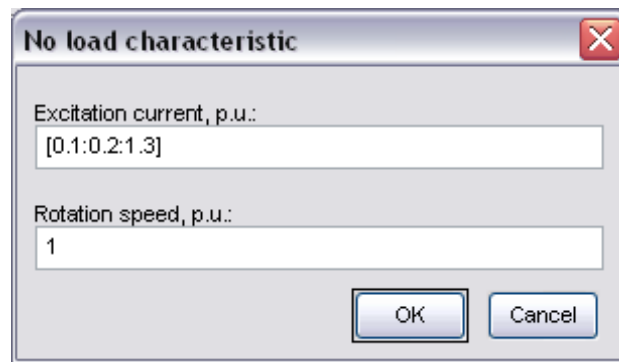 No load characteristic
Excitation current, p.u.:
[0.1:0.2:1.3]
Rotation speed, p.u.:
1
OK Cancel